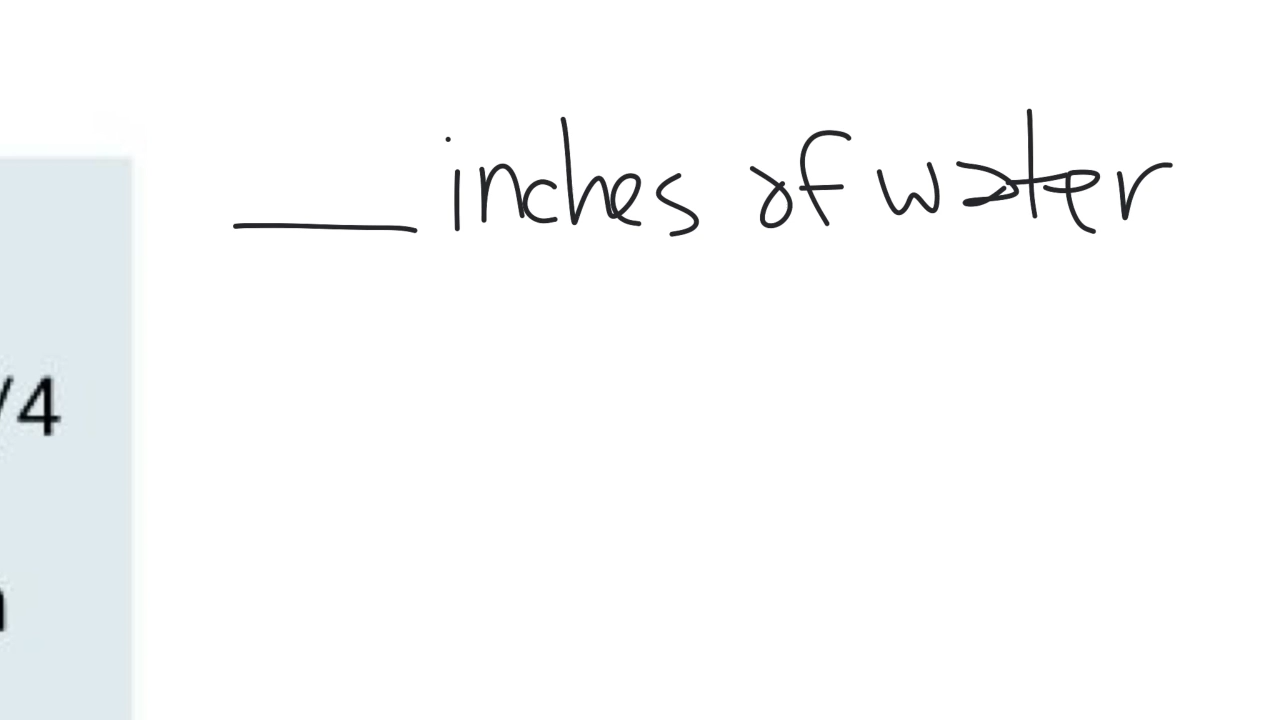 ___ inches of water
/4